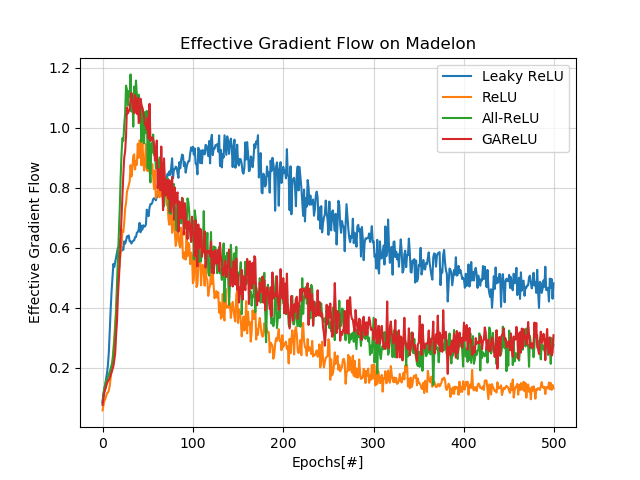 Effective Gradient Flow on Madelon
Effective Gradient Flow
1.2
1.0
0.8
0.6
0.4
0.2
Leaky ReLU
ReLU
All-ReLU
GAReLU
0 100 200 300 400 500
Epochs[#]